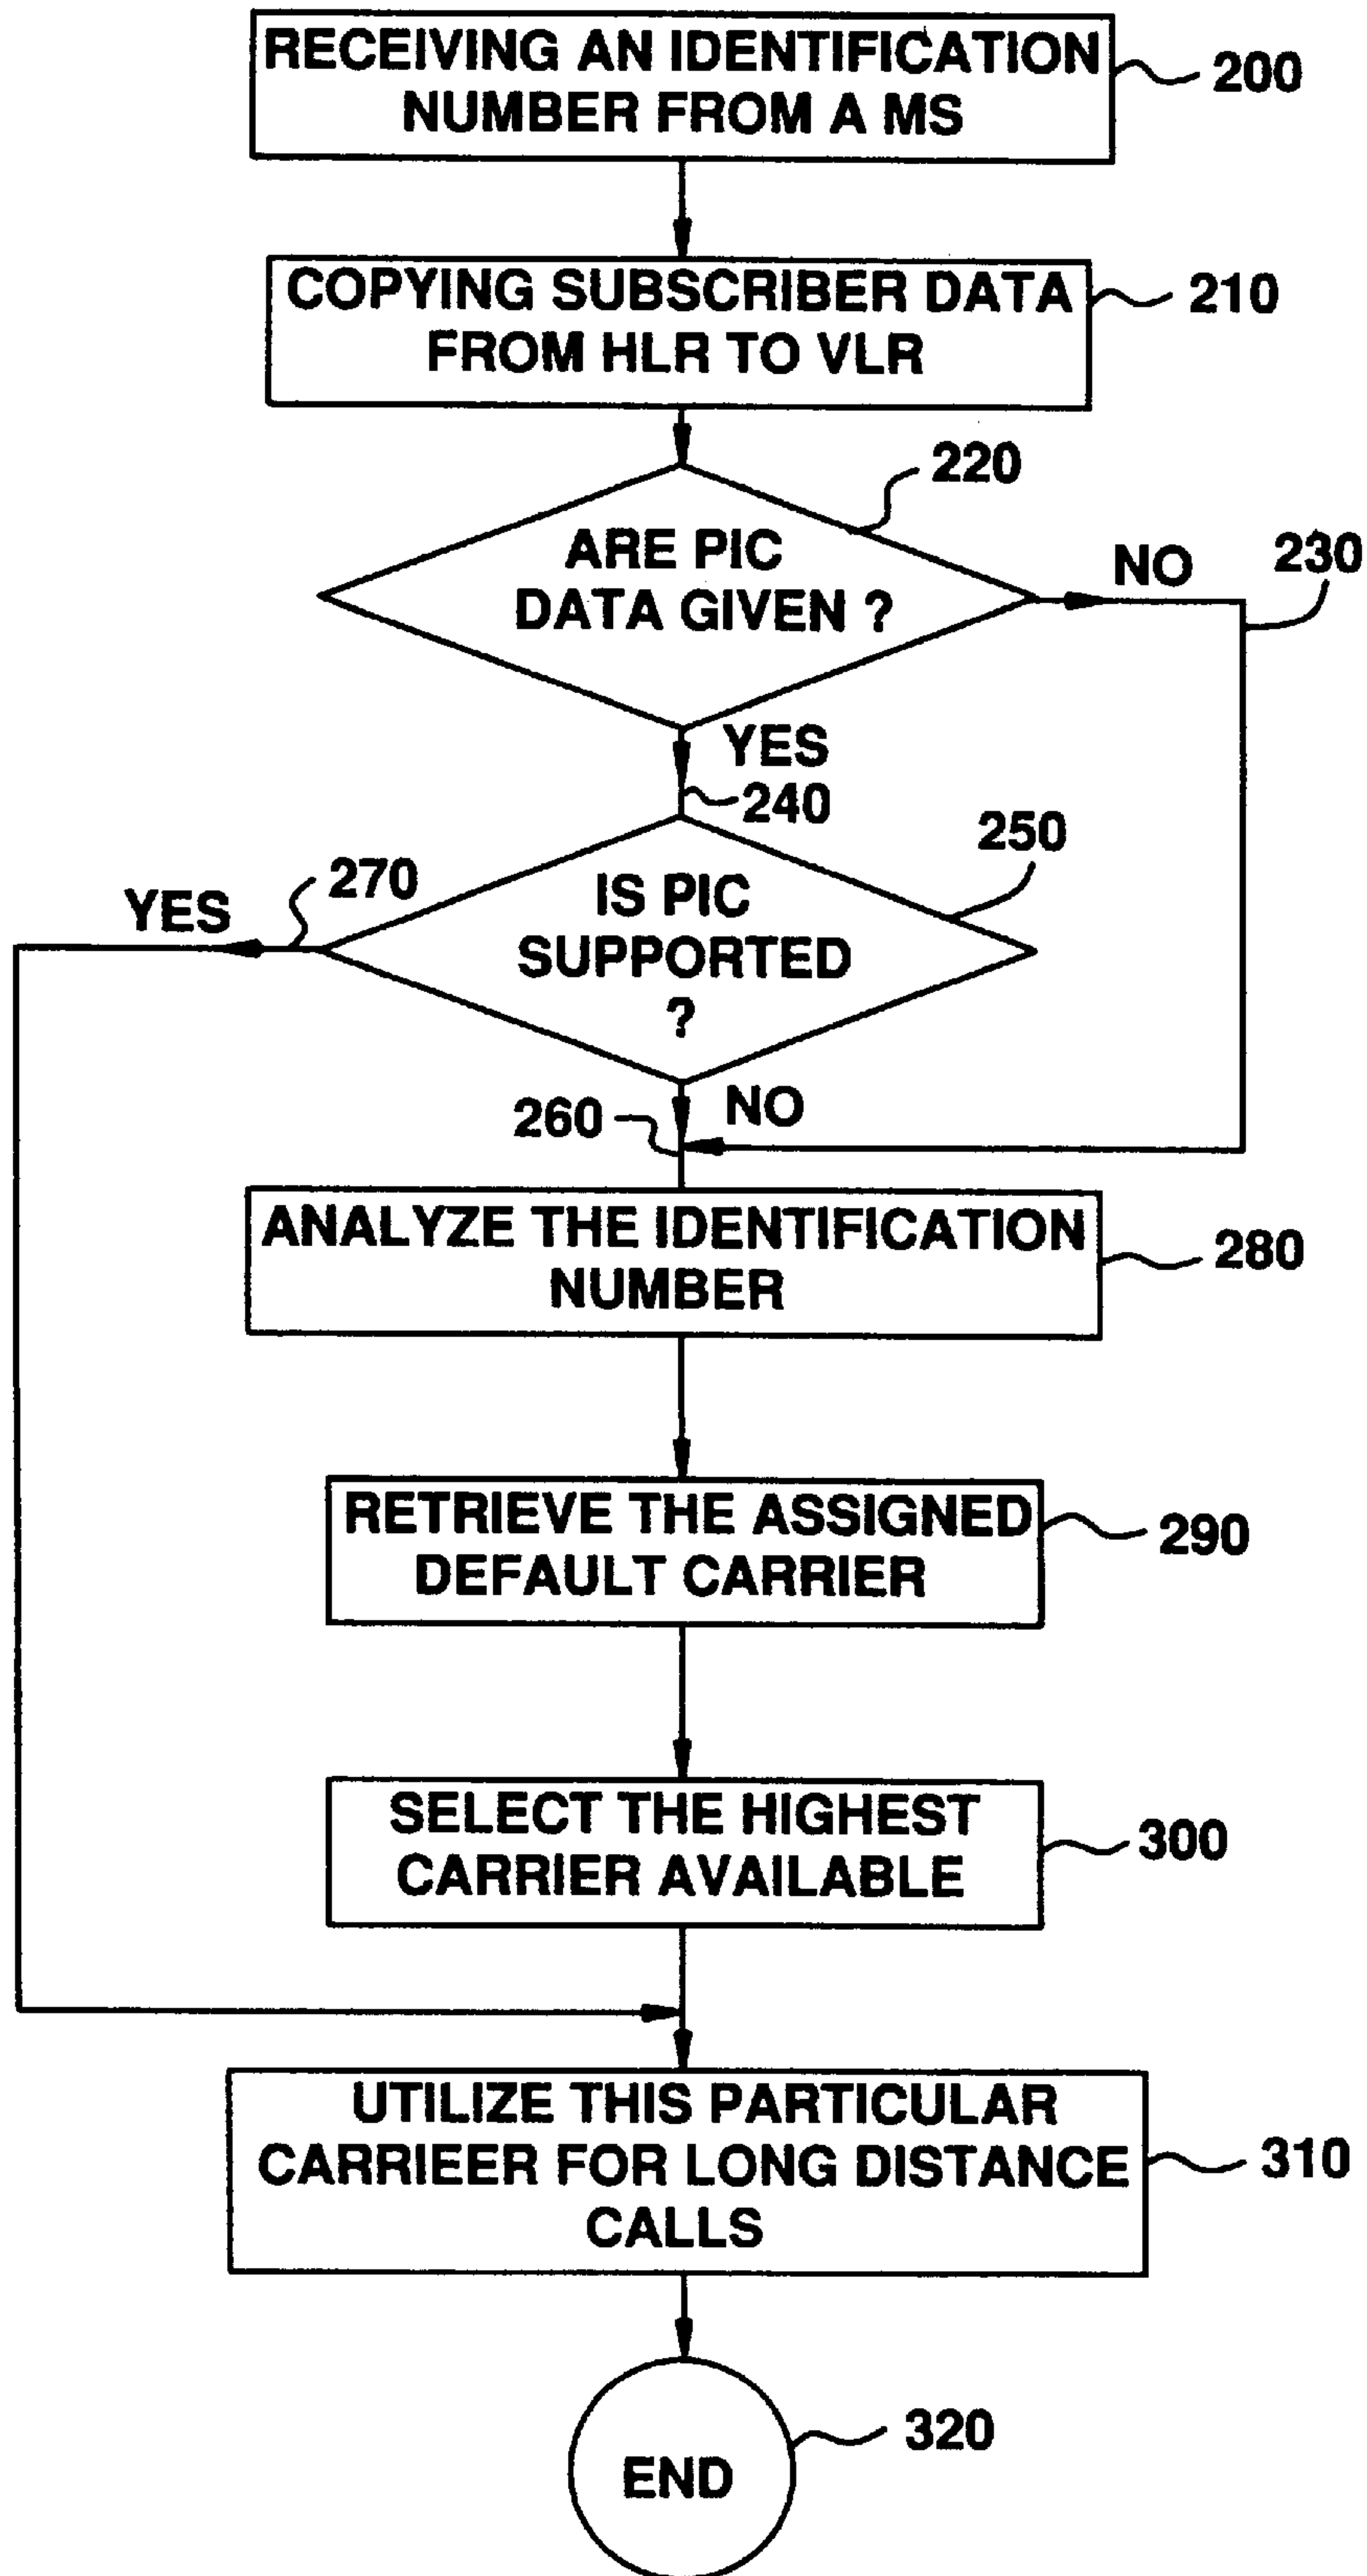 RECEIVING AN IDENTIFICATION
NUMBER FROM A MS
200
COPYING SUBSCRIBER DATA
FROM HLR TO VLR
210
220
ARE PIC
DATA GIVEN ?
NO
230
YES
240
250
270
YES
IS PIC
SUPPORTED
?
260
NO
ANALYZE THE IDENTIFICATION
NUMBER
280
RETRIEVE THE ASSIGNED
DEFAULT CARRIER
290
SELECT THE HIGHEST
CARRIER AVAILABLE
300
UTILIZE THIS PARTICULAR
CARRIEER FOR LONG DISTANCE
CALLS
310
320
END